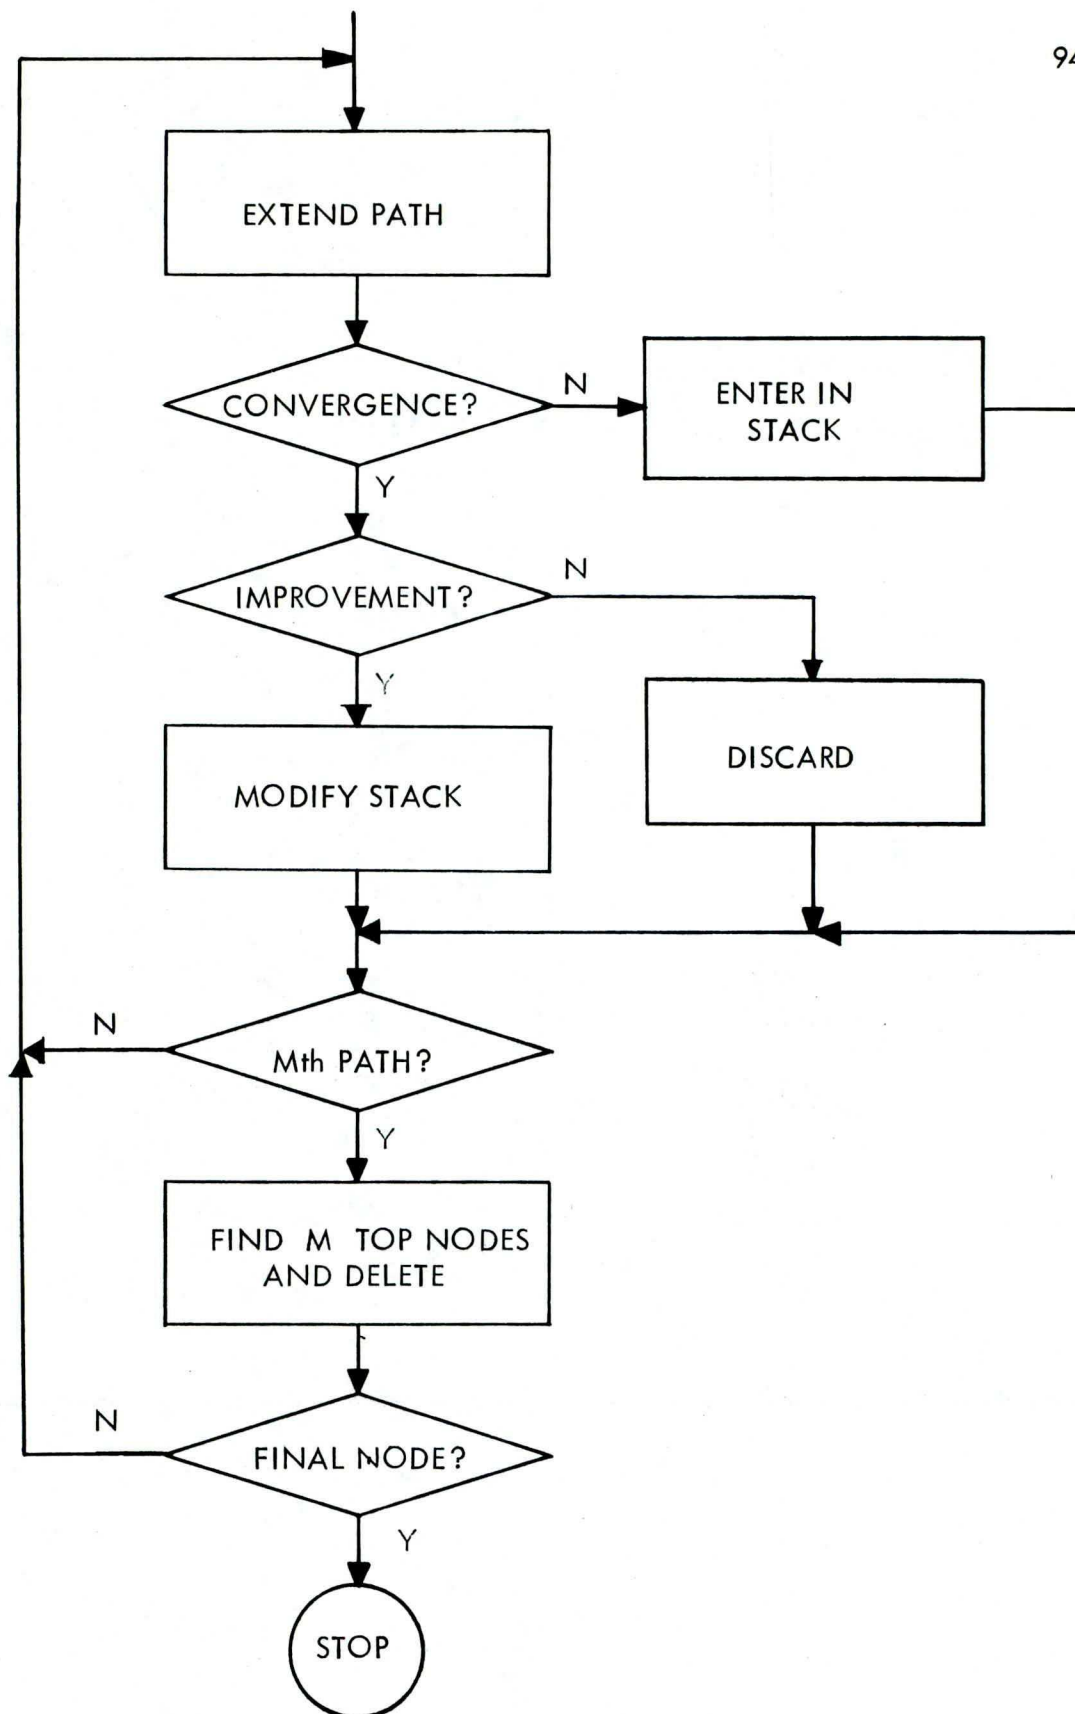 94
EXTEND PATH
CONVERGENCE?
N
ENTER IN
STACK
Y
IMPROVEMENT?
N
Y
MODIFY STACK
DISCARD
N
Mth PATH?
Y
FIND M TOP NODES
AND DELETE
N
FINAL NODE?
Y
STOP